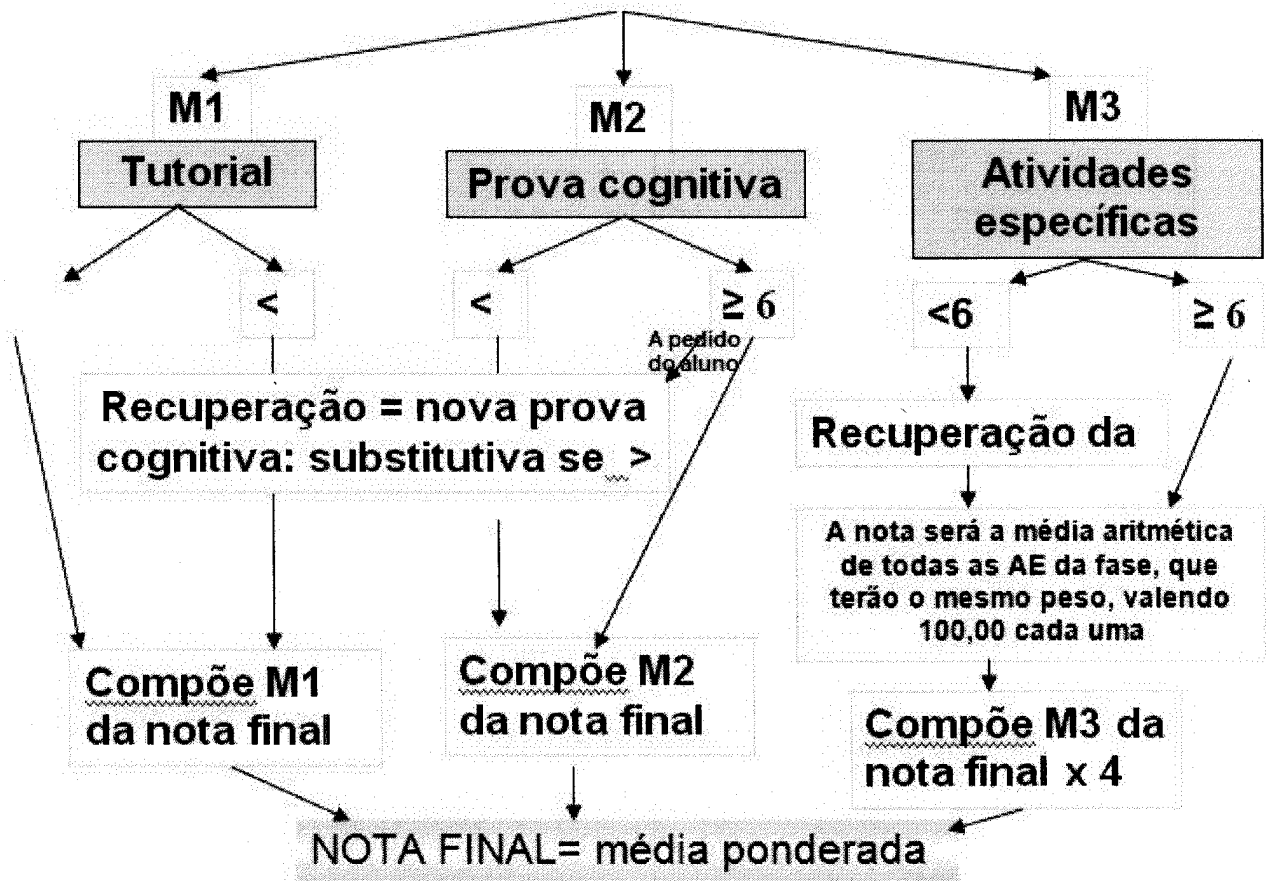 M1
M2
M3
Tutorial
Prova cognitiva
Atividades
específicas
<
<
≥ 6
<6
≥ 6
A pedido
do aluno
Recuperação = nova prova
cognitiva: substitutiva se >
Recuperação da
A nota será a média aritmética
de todas as AE da fase, que
terão o mesmo peso, valendo
100,00 cada uma
Compõe M1
da nota final
Compõe M2
da nota final
Compõe M3 da
nota final x 4
NOTA FINAL= média ponderada